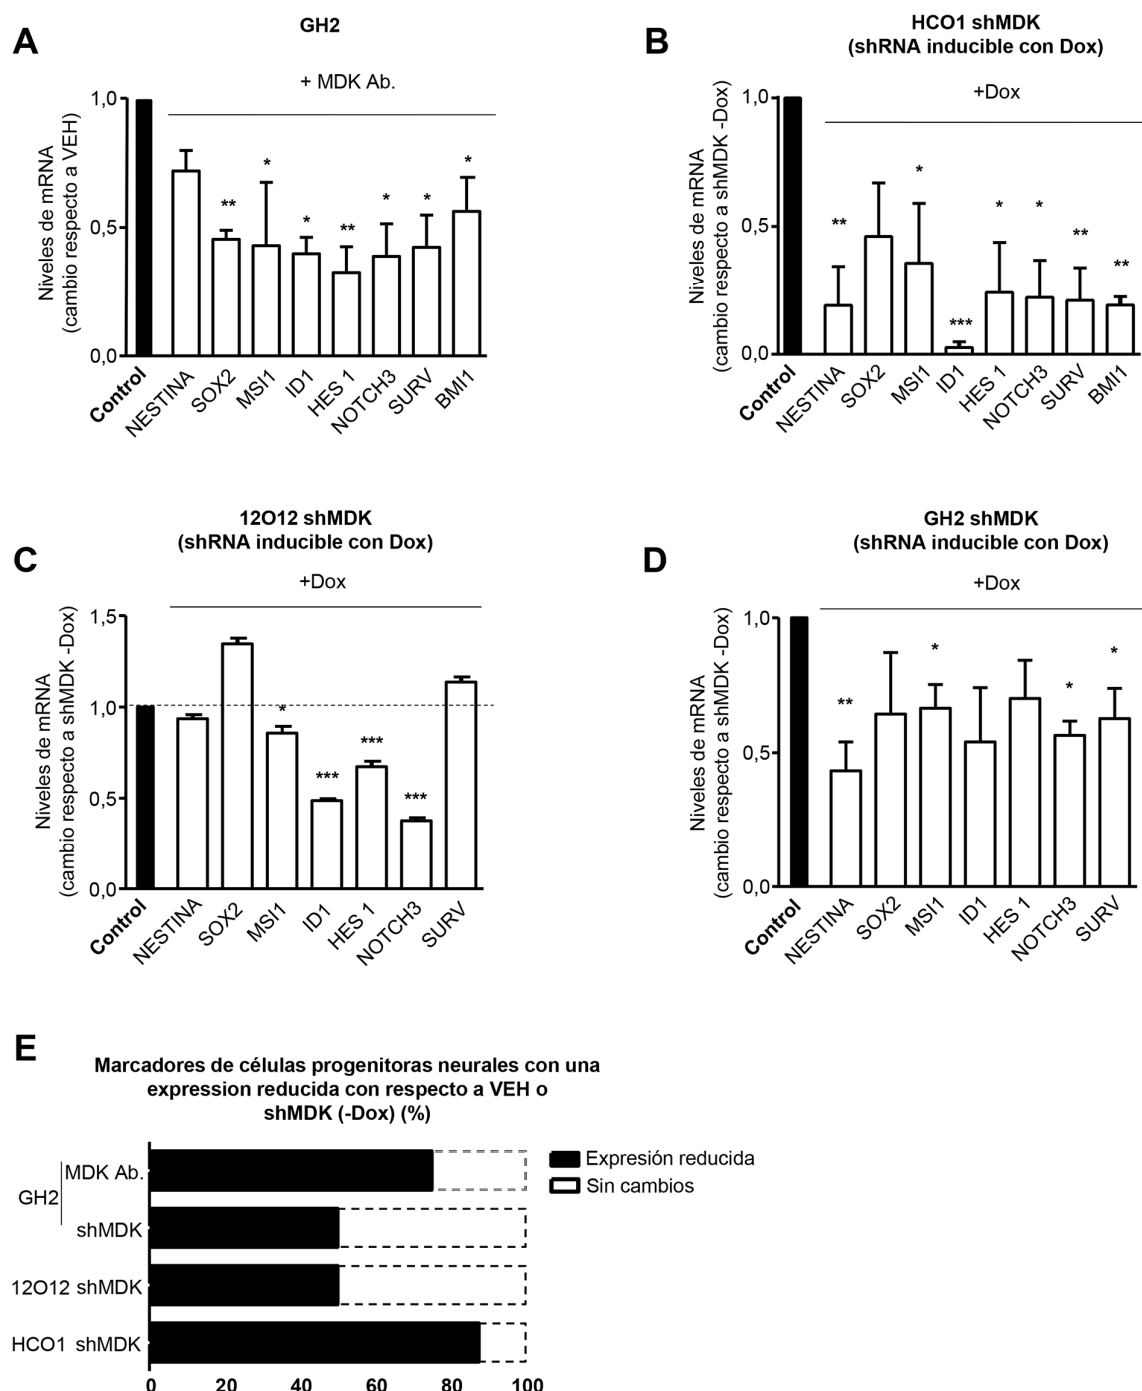 A
GH2
+ MDK Ab.
Niveles de mRNA
(cambio respecto a VEH)
1,0
0,5
0,0
** * * ** * * *
Control NESTINA SOX2 MSI1 ID1 HES 1 NOTCH3 SURV BMI1
B
HCO1 shMDK
(shRNA inducible con Dox)
+Dox
Niveles de mRNA
(cambio respecto a shMDK -Dox)
1,0
0,5
0,0
** * *** * * ** **
Control NESTINA SOX2 MSI1 ID1 HES 1 NOTCH3 SURV BMI1
C
12O12 shMDK
(shRNA inducible con Dox)
+Dox
Niveles de mRNA
(cambio respecto a shMDK -Dox)
1,5
1,0
0,5
0,0
* *** *** ***
Control NESTINA SOX2 MSI1 ID1 HES 1 NOTCH3 SURV
D
GH2 shMDK
(shRNA inducible con Dox)
+Dox
Niveles de mRNA
(cambio respecto a shMDK -Dox)
1,0
0,5
0,0
** * * *
Control NESTINA SOX2 MSI1 ID1 HES 1 NOTCH3 SURV
E
Marcadores de células progenitoras neurales con una
expression reducida con respecto a VEH o
shMDK (-Dox) (%)
GH2
MDK Ab.
shMDK
12O12 shMDK
HCO1 shMDK
0 20 40 60 80 100
Expresión reducida
Sin cambios